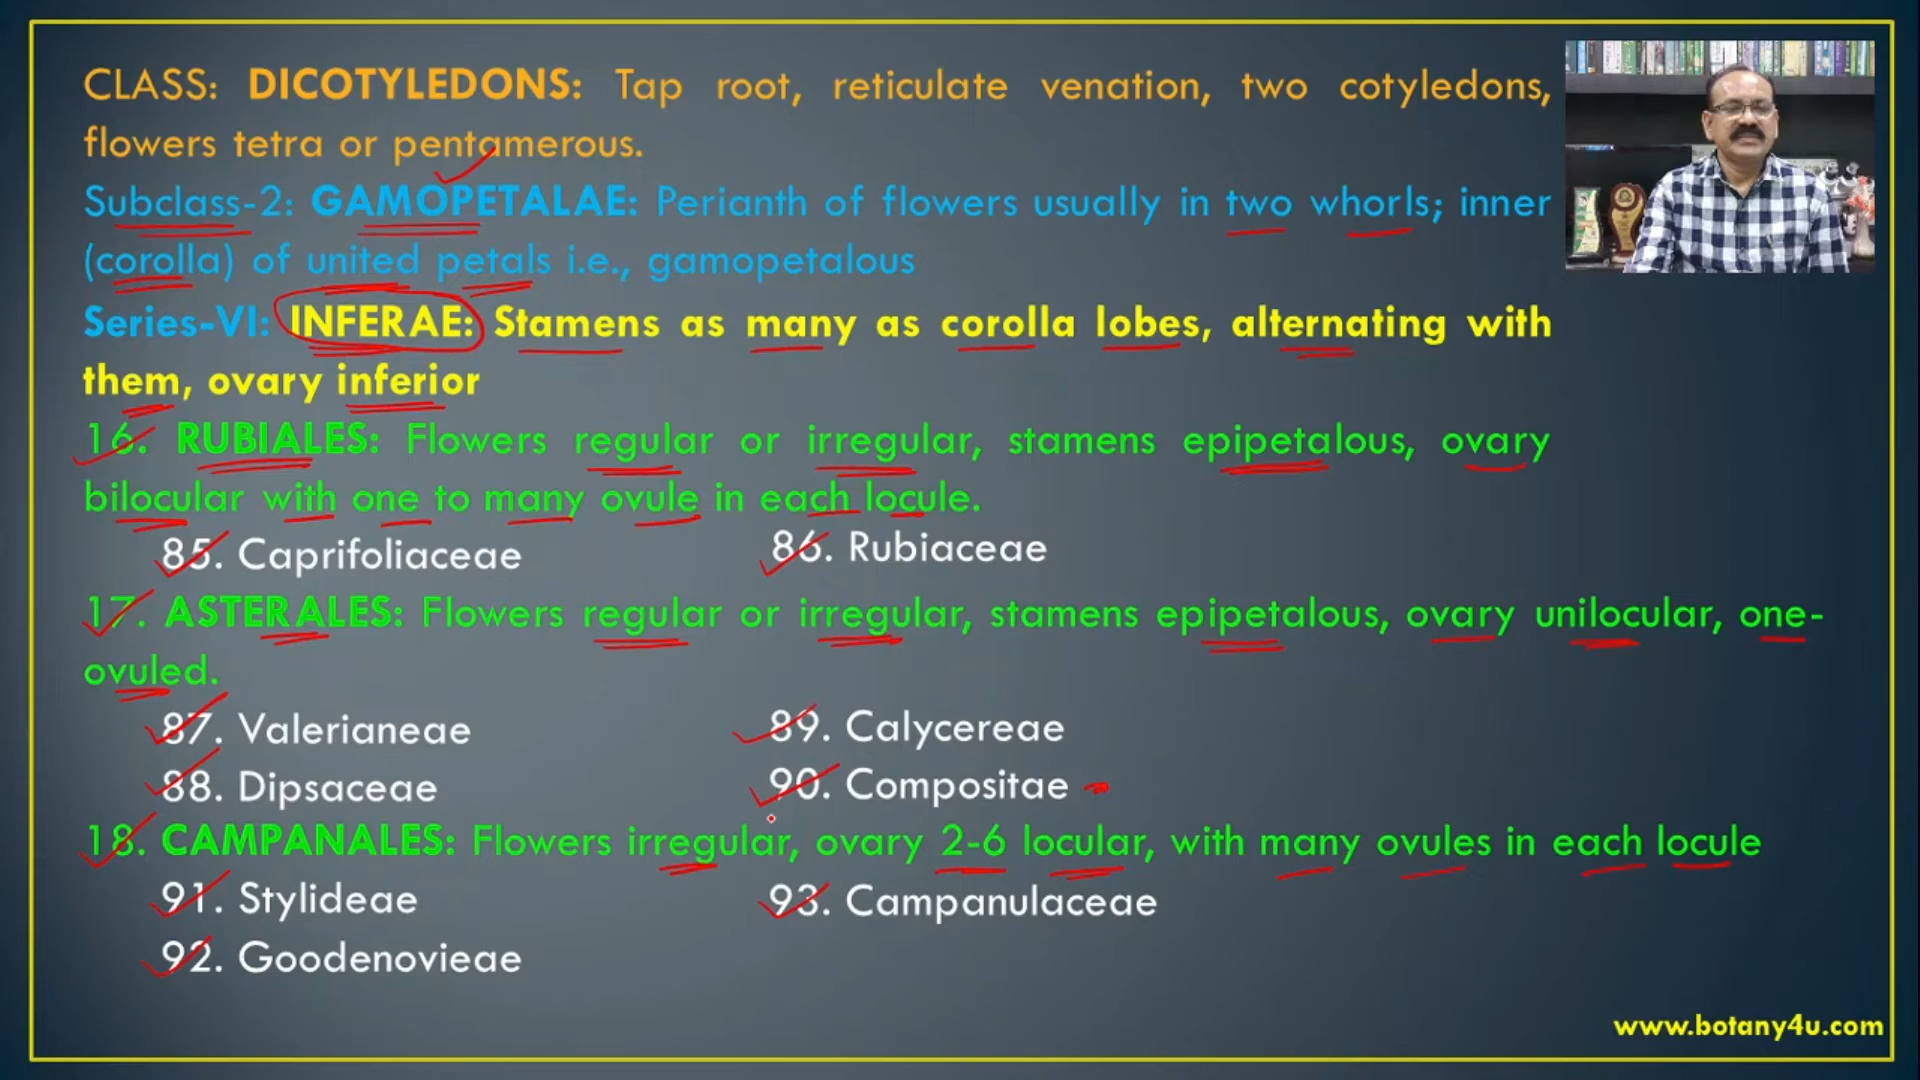 CLASS: DICOTYLEDONS: Tap root, reticulate venation, two cotyledons,
flowers tetra or pentamerous.
Subclass-2: GAMOPETALAE: Perianth of flowers usually in two whorls; inner
(corolla) of united petals i.e., gamopetalous
Series-VI: INFERAE: Stamens as many as corolla lobes, alternating with
them, ovary inferior
16. RUBIALES: Flowers regular or irregular, stamens epipetalous, ovary
bilocular with one to many ovule in each locule.
85. Caprifoliaceae 86. Rubiaceae
17. ASTERALES: Flowers regular or irregular, stamens epipetalous, ovary unilocular, one-
ovuled.
87. Valerianeae 89. Calycereae
88. Dipsaceae 90. Compositae
18. CAMPANALES: Flowers irregular, ovary 2-6 locular, with many ovules in each locule
91. Stylideae 93. Campanulaceae
92. Goodenovieae
www.botany4u.com